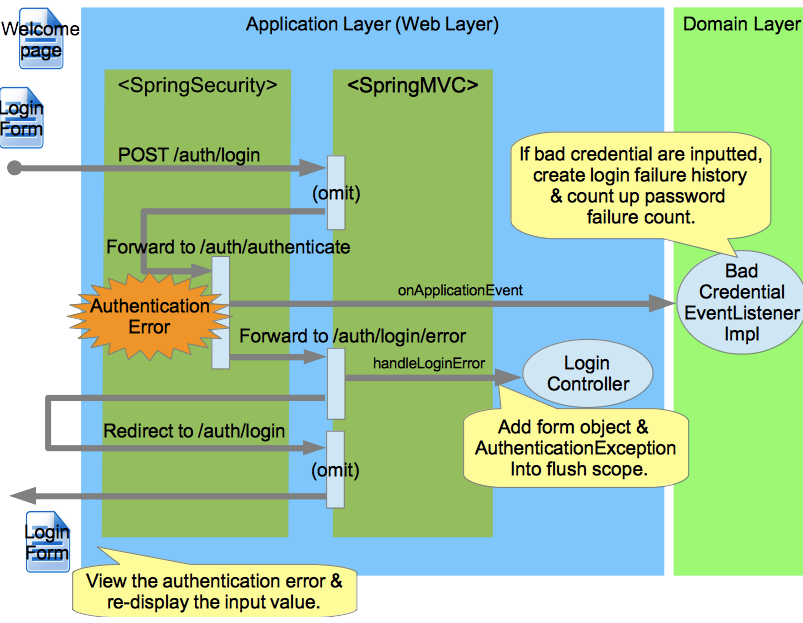 Welcome
page
Application Layer (Web Layer)
Domain Layer
<SpringSecurity>
<SpringMVC>
Login
Form
POST /auth/login
(omit)
If bad credential are inputted,
create login failure history
& count up password
failure count.
Forward to /auth/authenticate
Authentication
Error
onApplicationEvent
Bad
Credential
EventListener
Impl
Forward to /auth/login/error
handleLoginError
Login
Controller
Add form object &
AuthenticationException
Into flush scope.
Redirect to /auth/login
(omit)
Login
Form
View the authentication error &
re-display the input value.